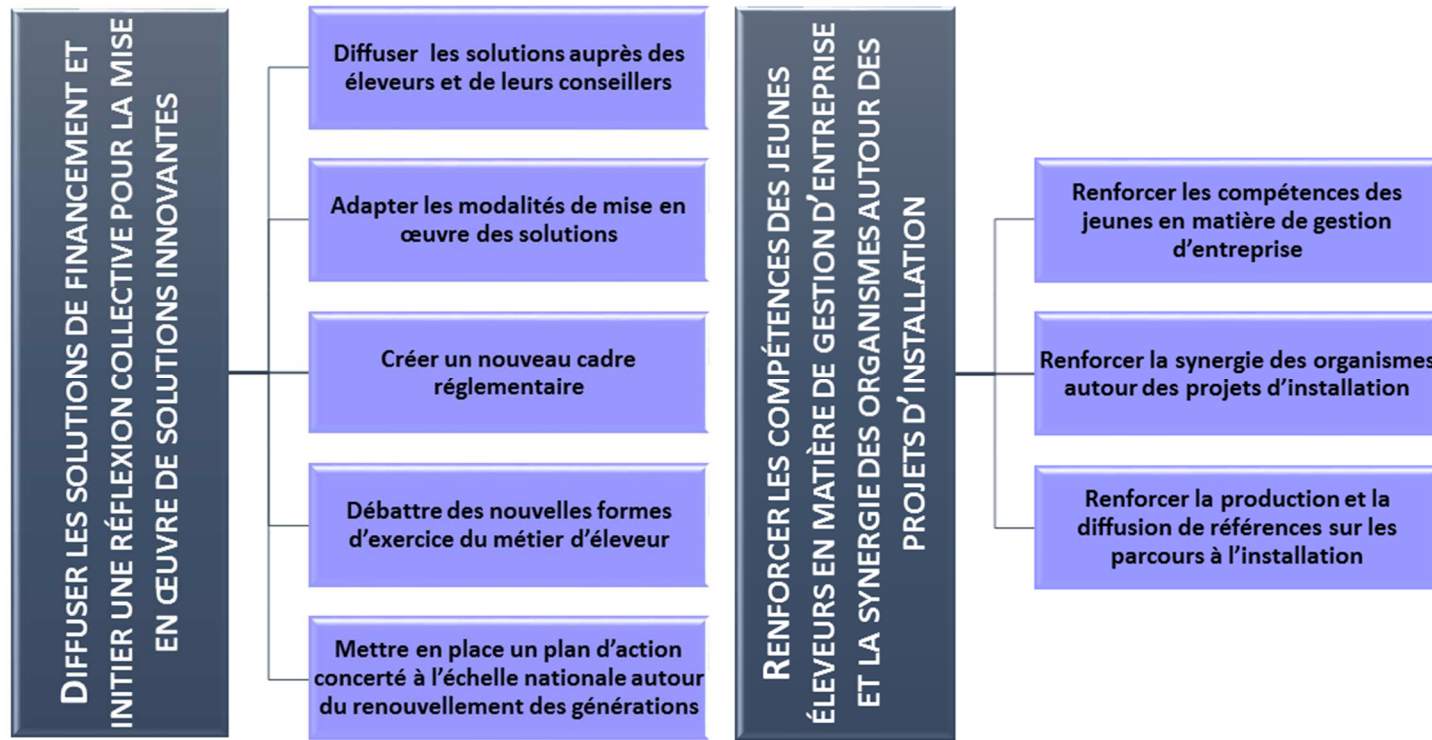 DIFFUSER LES SOLUTIONS DE FINANCEMENT ET
INITIER UNE RÉFLEXION COLLECTIVE POUR LA MISE
EN ŒUVRE DE SOLUTIONS INNOVANTES
Diffuser les solutions auprès des
éleveurs et de leurs conseillers
Adapter les modalités de mise en
œuvre des solutions
Créer un nouveau cadre
réglementaire
Débattre des nouvelles formes
d’exercice du métier d’éleveur
Mettre en place un plan d’action
concerté à l’échelle nationale autour
du renouvellement des générations
RENFORCER LES COMPÉTENCES DES JEUNES
ÉLEVEURS EN MATIÈRE DE GESTION D’ENTREPRISE
ET LA SYNERGIE DES ORGANISMES AUTOUR DES
PROJETS D’INSTALLATION
Renforcer les compétences des
jeunes en matière de gestion
d’entreprise
Renforcer la synergie des organismes
autour des projets d’installation
Renforcer la production et la
diffusion de références sur les
parcours à l’installation